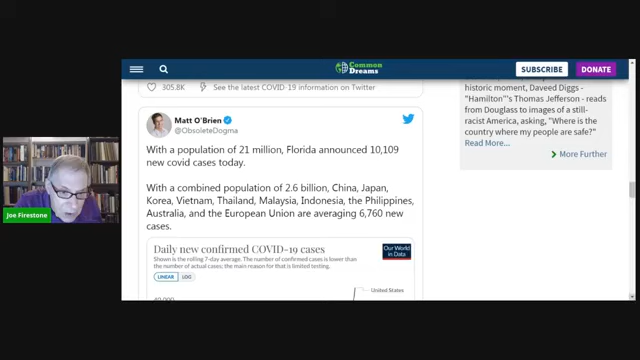 Common
Dreams
SUBSCRIBE
DONATE
305.8K
See the latest COVID-19 information on Twitter
historic moment, Daveed Diggs -
"Hamilton"'s Thomas Jefferson - reads
from Douglass to images of a still-
racist America, asking, "Where is the
country where my people are safe?"
Read More...
More Further
Matt O'Brien
@ObsoleteDogma
With a population of 21 million, Florida announced 10,109
new covid cases today.
With a combined population of 2.6 billion, China, Japan,
Korea, Vietnam, Thailand, Malaysia, Indonesia, the Philippines,
Australia, and the European Union are averaging 6,760 new
cases.
Daily new confirmed COVID-19 cases
Shown is the rolling 7-day average. The number of confirmed cases is lower than
the number of actual cases; the main reason for that is limited testing.
Our World
in Data
LINEAR
LOG
40,000
United States
Joe Firestone